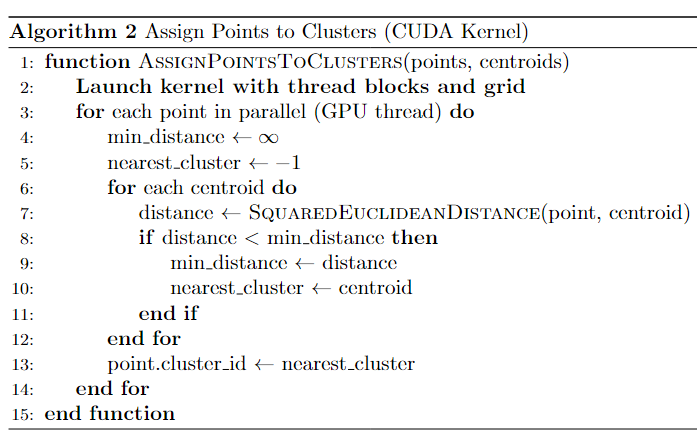 Algorithm 2 Assign Points to Clusters (CUDA Kernel)
1: function ASSIGNPOINTSTOCLUSTERS(points, centroids)
2: Launch kernel with thread blocks and grid
3: for each point in parallel (GPU thread) do
4: min_distance ← ∞
5: nearest_cluster ← −1
6: for each centroid do
7: distance ← SQUAREDEUCLIDEANDISTANCE(point, centroid)
8: if distance < min_distance then
9: min_distance ← distance
10: nearest_cluster ← centroid
11: end if
12: end for
13: point.cluster_id ← nearest_cluster
14: end for
15: end function